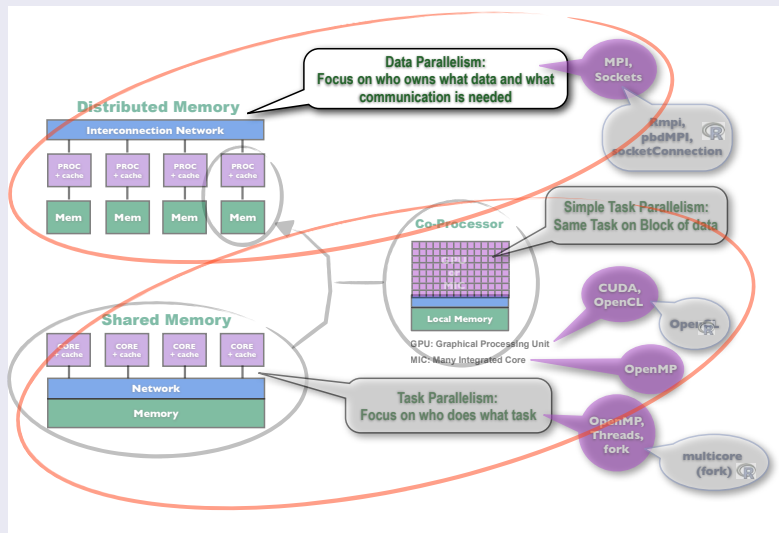 Data Parallelism:
Focus on who owns what data and what
communication is needed
MPI,
Sockets
Rmpi,
pbdMPI,
socketConnection
R
Distributed Memory
Interconnection Network
PROC
+ cache
PROC
+ cache
PROC
+ cache
PROC
+ cache
Mem
Mem
Mem
Mem
Co-Processor
GPU
or
MIC
Local Memory
GPU: Graphical Processing Unit
MIC: Many Integrated Core
Simple Task Parallelism:
Same Task on Block of data
CUDA,
OpenCL
OpenCL
R
OpenMP
Shared Memory
CORE
+ cache
CORE
+ cache
CORE
+ cache
CORE
+ cache
Network
Memory
Task Parallelism:
Focus on who does what task
OpenMP,
Threads,
fork
multicore
(fork)
R